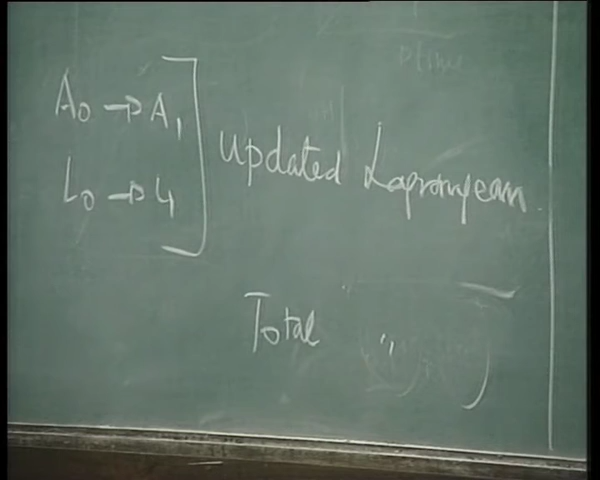 A₀ → A₁
L₀ → L₁
Updated Lagrangean
Total "